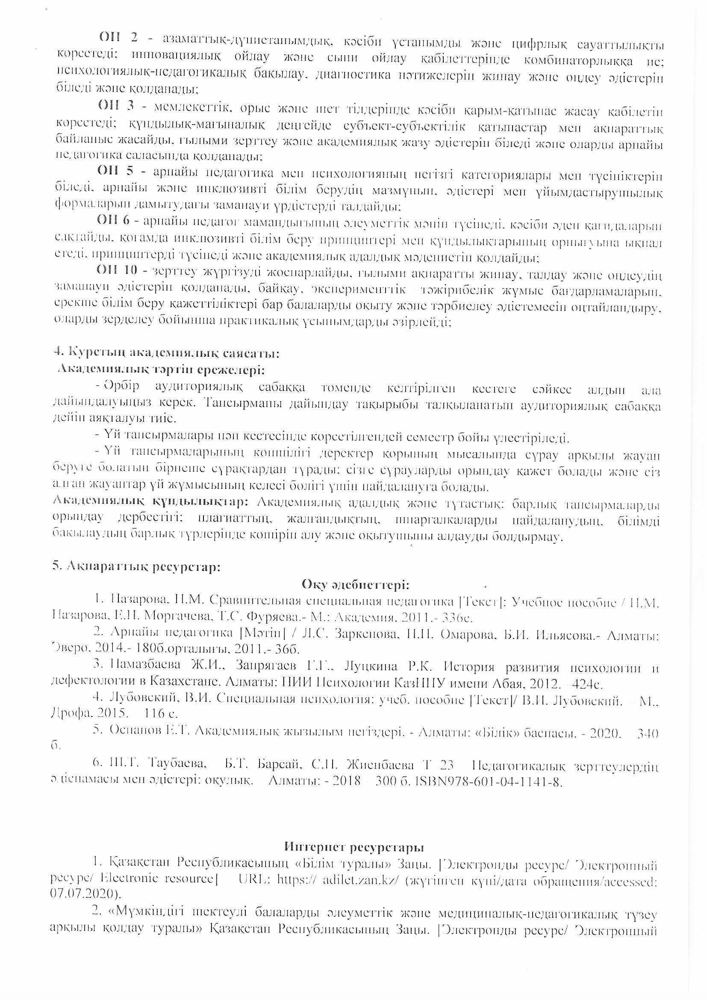 ОН 2 - азаматтық-дүниетанымдық, кәсіби ұстанымды және цифрлық сауаттылықты
көрсетеді; инновациялық ойлау және сыни ойлау қабілеттерінде комбинаторлыққа ие;
психологиялық-педагогикалық бақылау, диагностика нәтижелерін жинау және өңдеу әдістерін
біледі және қолданады;
ОН 3 - мемлекеттік, орыс және шет тілдерінде кәсіби қарым-қатынас жасау қабілетін
көрсетеді; құндылық-мағыналық деңгейде субъект-субъектілік қатынастар мен ақпараттық
байланыс жасайды, ғылыми зерттеу және академиялық жазу әдістерін біледі және оларды арнайы
педагогика саласында қолданады;
ОН 5 - арнайы педагогика мен психологияның негізгі категориялары мен түсініктерін
біледі, арнайы және инклюзивті білім берудің мазмұнын, әдістері мен ұйымдастырушылық
формаларын дамытудағы заманауи үрдістерді талдайды;
ОН 6 - арнайы педагог мамандығының әлеуметтік мәнін түсінеді, кәсіби әдеп қағидаларын
сақтайды, қоғамда инклюзивті білім беру принциптері мен құндылықтарының орнығуына ықпал
етеді, принциптерді түсінеді және академиялық адалдық мәдениетін қолдайды;
ОН 10 - зерттеу жүргізуді жоспарлайды, ғылыми ақпаратты жинау, талдау және өңдеудің
заманауи әдістерін қолданады, байқау, эксперименттік тәжірибелік жұмыс бағдарламаларын,
ерекше білім беру қажеттіліктері бар балаларды оқыту және тәрбиелеу әдістемесін оңтайландыру,
оларды зерделеу бойынша практикалық ұсынымдарды әзірлейді;
4. Курстың академиялық саясаты:
Академиялық тәртіп ережелері:
- Әрбір аудиториялық сабаққа төменде келтірілген кестеге сәйкес алдын ала
дайындалуыңыз керек. Тапсырманы дайындау тақырыбы талқыланатын аудиториялық сабаққа
дейін аяқталуы тиіс.
- Үй тапсырмалары пән кестесінде көрсетілгендей семестр бойы үлестіріледі.
- Үй тапсырмаларының көпшілігі деректер қорының мысалында сұрау арқылы жауап
беруге болатын бірнеше сұрақтардан тұрады; сізге сұрауларды орындау қажет болады және сіз
алған жауаптар үй жұмысының келесі бөлігі үшін пайдалануға болады.
Академиялық құндылықтар: Академиялық адалдық және тұтастық: барлық тапсырмаларды
орындау дербестігі; плагиаттың, жалғандықтың, шпаргалкаларды пайдаланудың, білімді
бақылаудың барлық түрлерінде көшіріп алу және оқытушыны алдауды болдырмау.
5. Ақпараттық ресурстар:
Оқу әдебиеттері:
1. Назарова, Н.М. Сравнительная специальная педагогика [Текст]: Учебное пособие / Н.М.
Назарова, Е.Н. Моргачева, Т.С. Фуряева.- М.: Академия, 2011.- 336с.
2. Арнайы педагогика [Мәтін] / Л.С. Заркенова, Н.Н. Омарова, Б.И. Ильясова.- Алматы:
Эверо, 2014.- 180б.орталығы, 2011.- 36б.
3. Намазбаева Ж.И., Запрягаев Г.Г., Луцкина Р.К. История развития психологии и
дефектологии в Казахстане. Алматы: НИИ Психологии КазНПУ имени Абая, 2012. 424с.
4. Лубовский, В.И. Специальная психология: учеб. пособие [Текст]/ В.И. Лубовский. – М.,
Дрофа, 2015. 116 с.
5. Оспанов Е.Т. Академиялық жызылым негіздері. - Алматы: «Білік» баспасы. - 2020. 340
б.
6. Ш.Т. Таубаева, Б.Т. Барсай, С.Н. Жиенбаева Т 23 Педагогикалық зерттеулердің
әдіснамасы мен әдістері: оқулық. Алматы: - 2018 – 300 б. ISBN978-601-04-1141-8.
Интернет ресурстары
1. Қазақстан Республикасының «Білім туралы» Заңы. [Электронды ресурс/ Электронный
ресурс/ Electronic resource] URL: https:// adilet.zan.kz/ (жүгінген күні/дата обращения/accessed:
07.07.2020).
2. «Мүмкіндігі шектеулі балаларды әлеуметтік және медициналық-педагогикалық түзеу
арқылы қолдау туралы» Қазақстан Республикасының Заңы. [Электронды ресурс/ Электронный